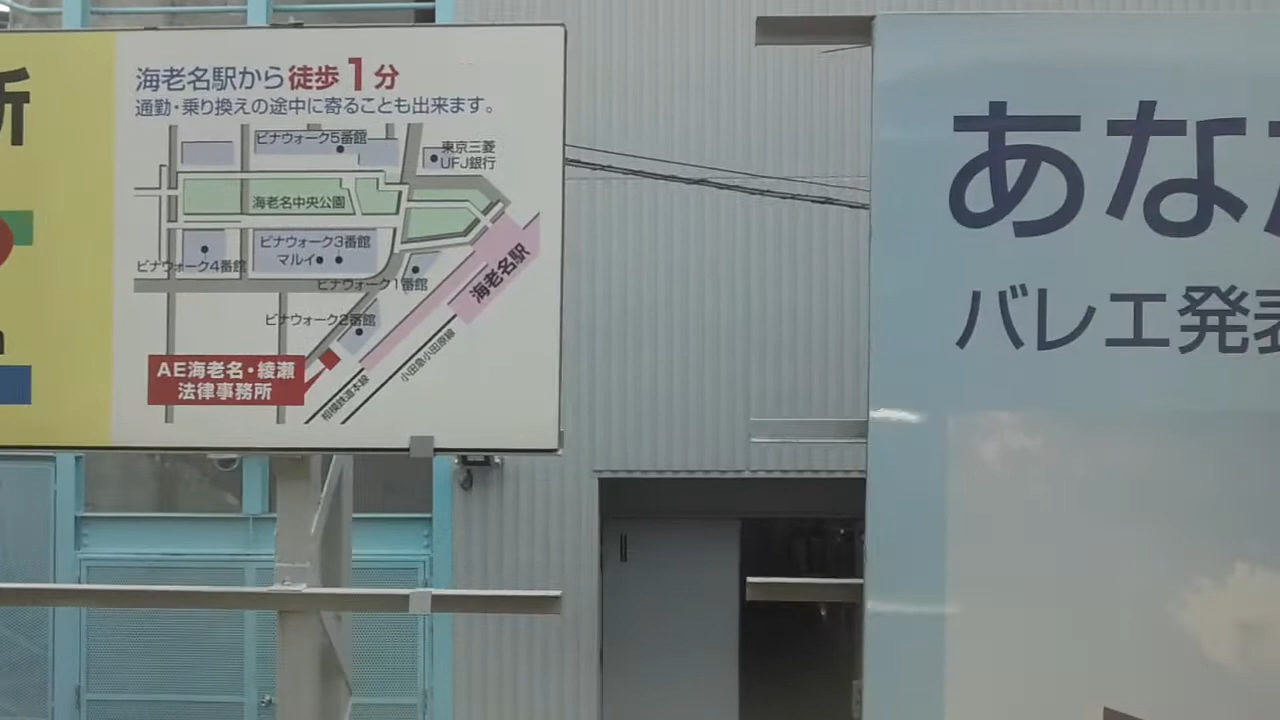 所
海老名駅から徒歩1分
通勤・乗り換えの途中に寄ることも出来ます。
ビナウォーク5番館
東京三菱
UFJ銀行
海老名中央公園
ビナウォーク3番館
マルイ
ビナウォーク4番館
ビナウォーク1番館
海老名駅
ビナウォーク2番館
小田急小田原線
AE海老名・綾瀬
法律事務所
相模鉄道本線
あな
バレエ発表